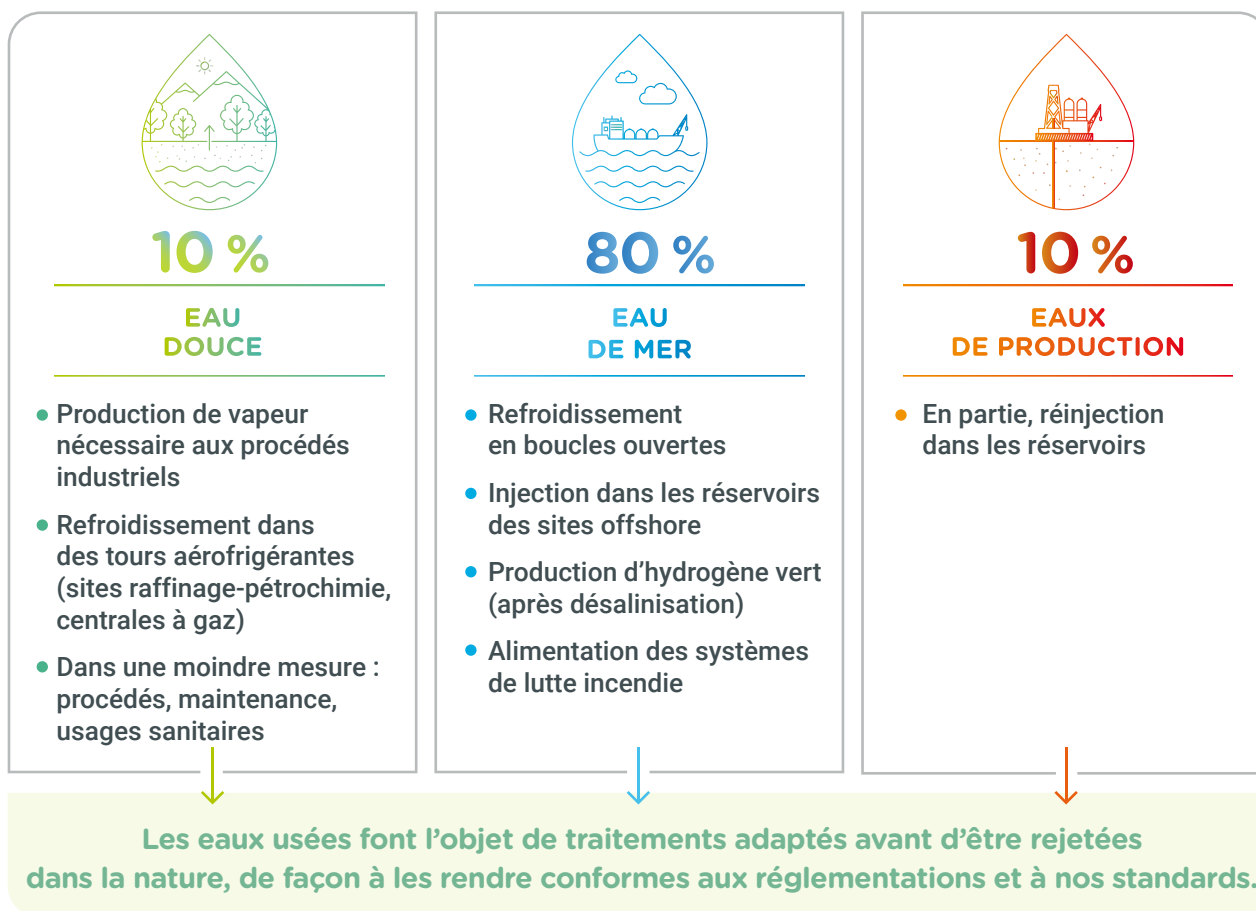 10 %
EAU
DOUCE
Production de vapeur
nécessaire aux procédés
industriels
Refroidissement dans
des tours aérofrigérantes
(sites raffinage-pétrochimie,
centrales à gaz)
Dans une moindre mesure :
procédés, maintenance,
usages sanitaires
80 %
EAU
DE MER
Refroidissement
en boucles ouvertes
Injection dans les réservoirs
des sites offshore
Production d’hydrogène vert
(après désalinisation)
Alimentation des systèmes
de lutte incendie
10 %
EAUX
DE PRODUCTION
En partie, réinjection
dans les réservoirs
Les eaux usées font l’objet de traitements adaptés avant d’être rejetées
dans la nature, de façon à les rendre conformes aux réglementations et à nos standards.